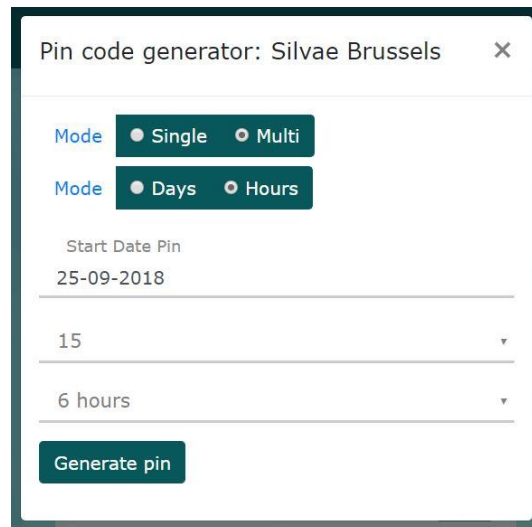 Pin code generator: Silvae Brussels ×
Mode Single Multi
Mode Days Hours
Start Date Pin
25-09-2018
15
6 hours
Generate pin